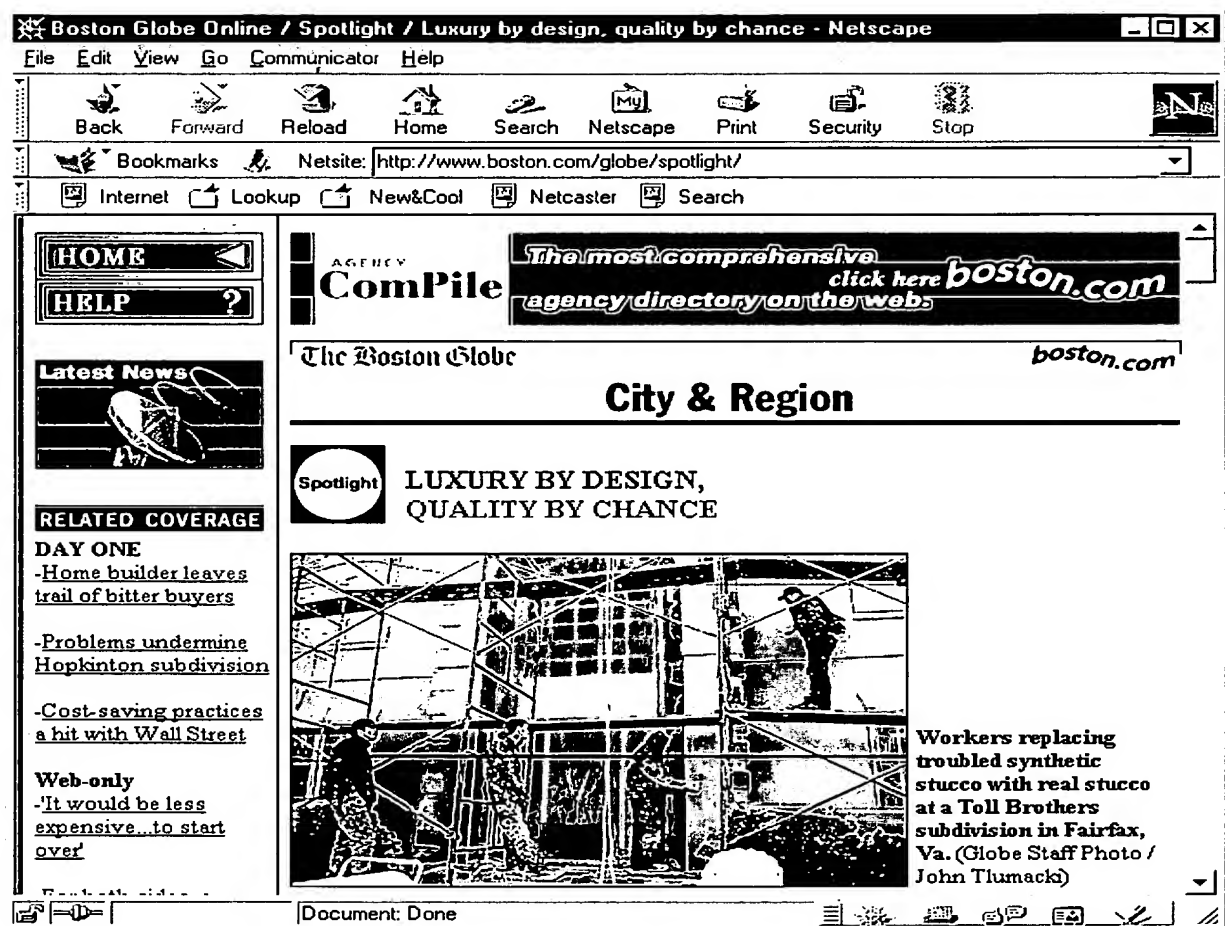 Boston Globe Online / Spotlight / Luxury by design, quality by chance - Netscape
File Edit View Go Communicator Help
Back Forward Reload Home Search Netscape Print Security Stop
My
N
Bookmarks Netsite: http://www.boston.com/globe/spotlight/
Internet Lookup New&Cool Netcaster Search
HOME
HELP ?
Latest News
RELATED COVERAGE
DAY ONE
-Home builder leaves
trail of bitter buyers
-Problems undermine
Hopkinton subdivision
-Cost-saving practices
a hit with Wall Street
Web-only
-'It would be less
expensive...to start
over'
AGENCY
ComPile
The most comprehensive
click here boston.com
agency directory on the web.
The Boston Globe
boston.com
City & Region
Spotlight
LUXURY BY DESIGN,
QUALITY BY CHANCE
Workers replacing
troubled synthetic
stucco with real stucco
at a Toll Brothers
subdivision in Fairfax,
Va. (Globe Staff Photo /
John Tlumacki)
Document: Done